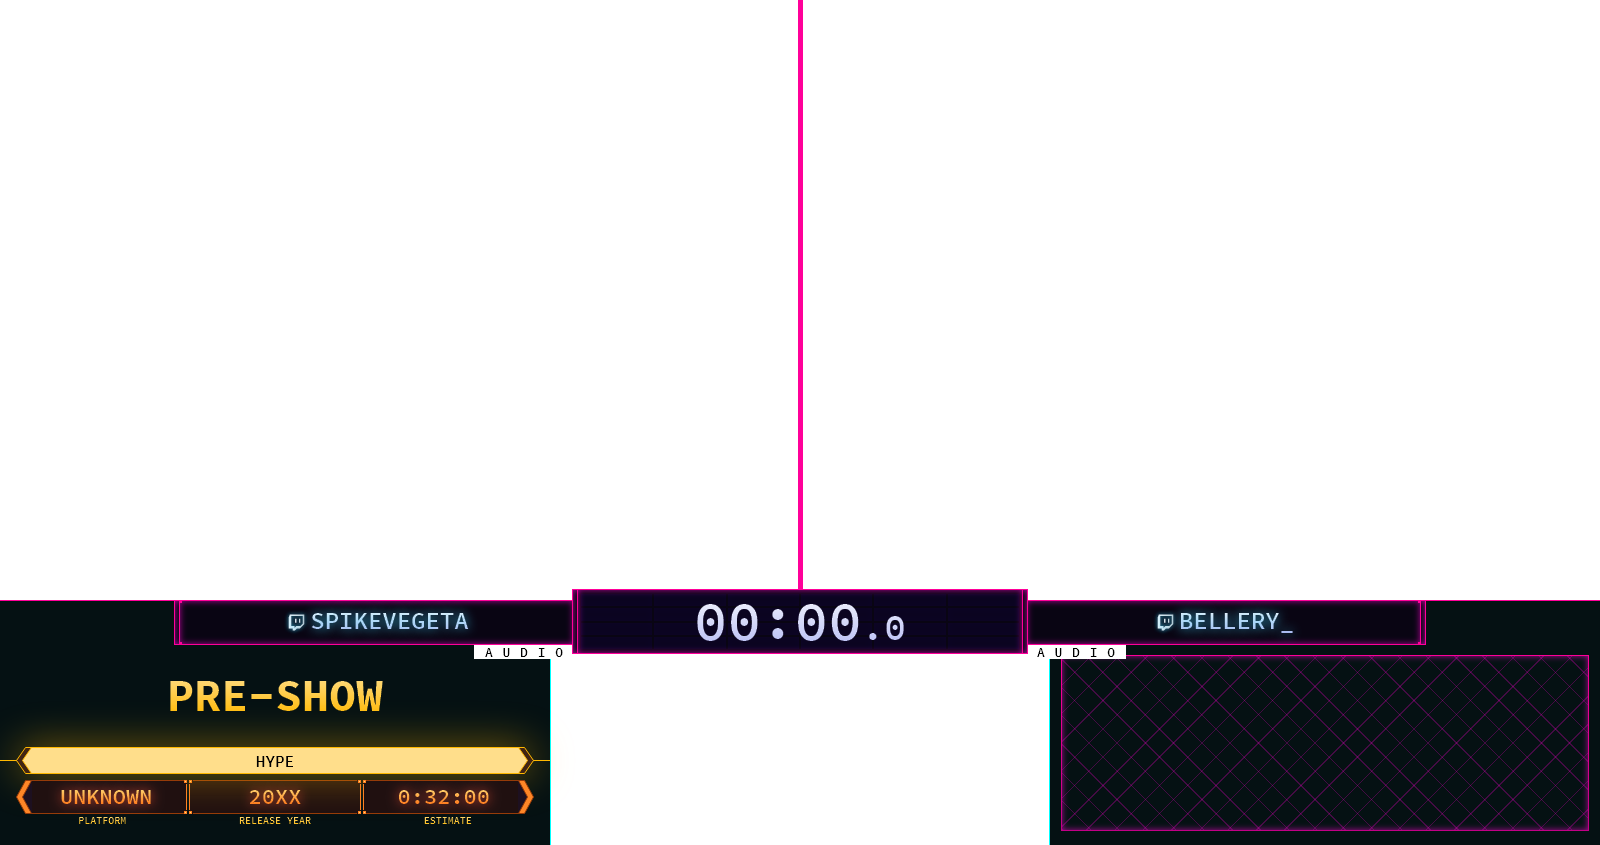 SPIKEVEGETA
00:00.0
BELLERY_
AUDIO
AUDIO
PRE-SHOW
HYPE
UNKNOWN 20XX 0:32:00
PLATFORM RELEASE YEAR ESTIMATE